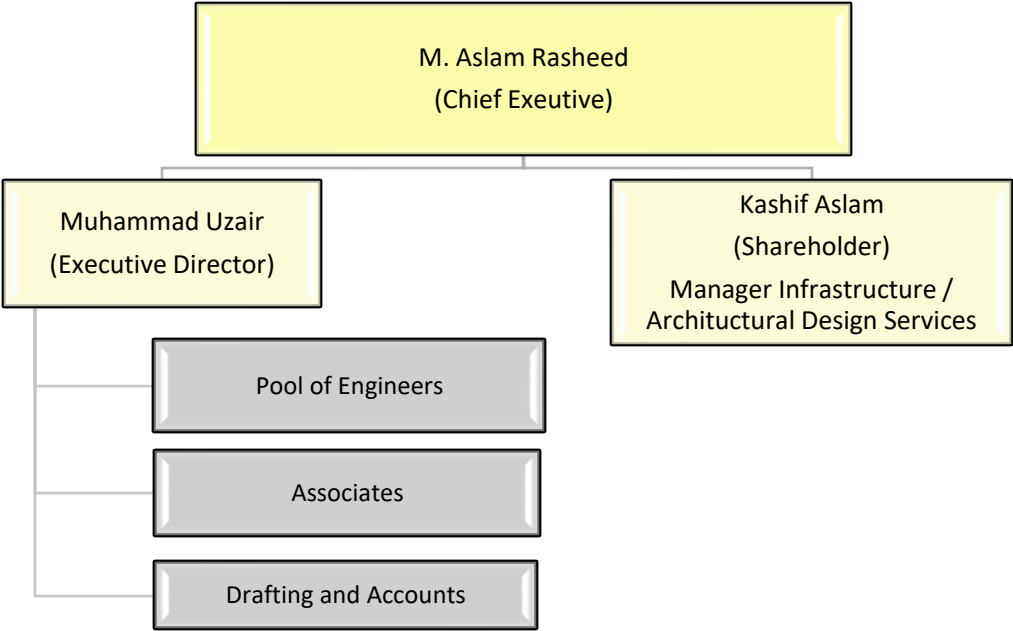 M. Aslam Rasheed
(Chief Exeutive)
Muhammad Uzair
(Executive Director)
Kashif Aslam
(Shareholder)
Manager Infrastructure /
Archituctural Design Services
Pool of Engineers
Associates
Drafting and Accounts